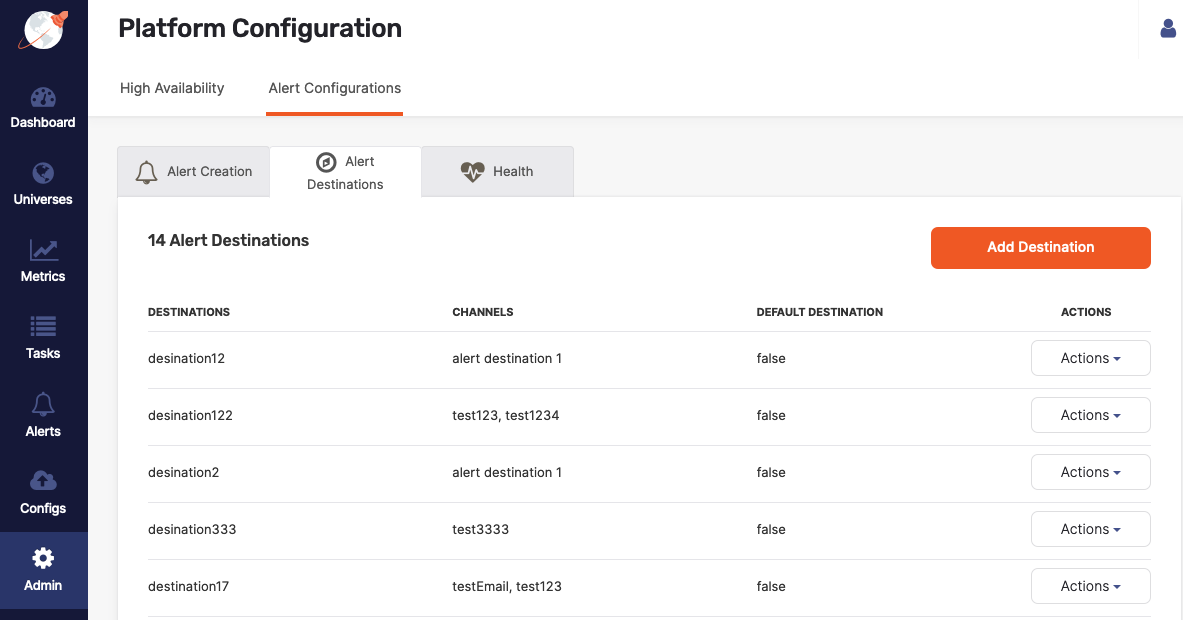 Platform Configuration
High Availability
Alert Configurations
Dashboard
Universes
Metrics
Tasks
Alerts
Configs
Admin
Alert Creation
Alert
Destinations
Health
14 Alert Destinations
Add Destination
DESTINATIONS CHANNELS DEFAULT DESTINATION ACTIONS
desination12 alert destination 1 false Actions
desination122 test123, test1234 false Actions
desination2 alert destination 1 false Actions
desination333 test3333 false Actions
destination17 testEmail, test123 false Actions